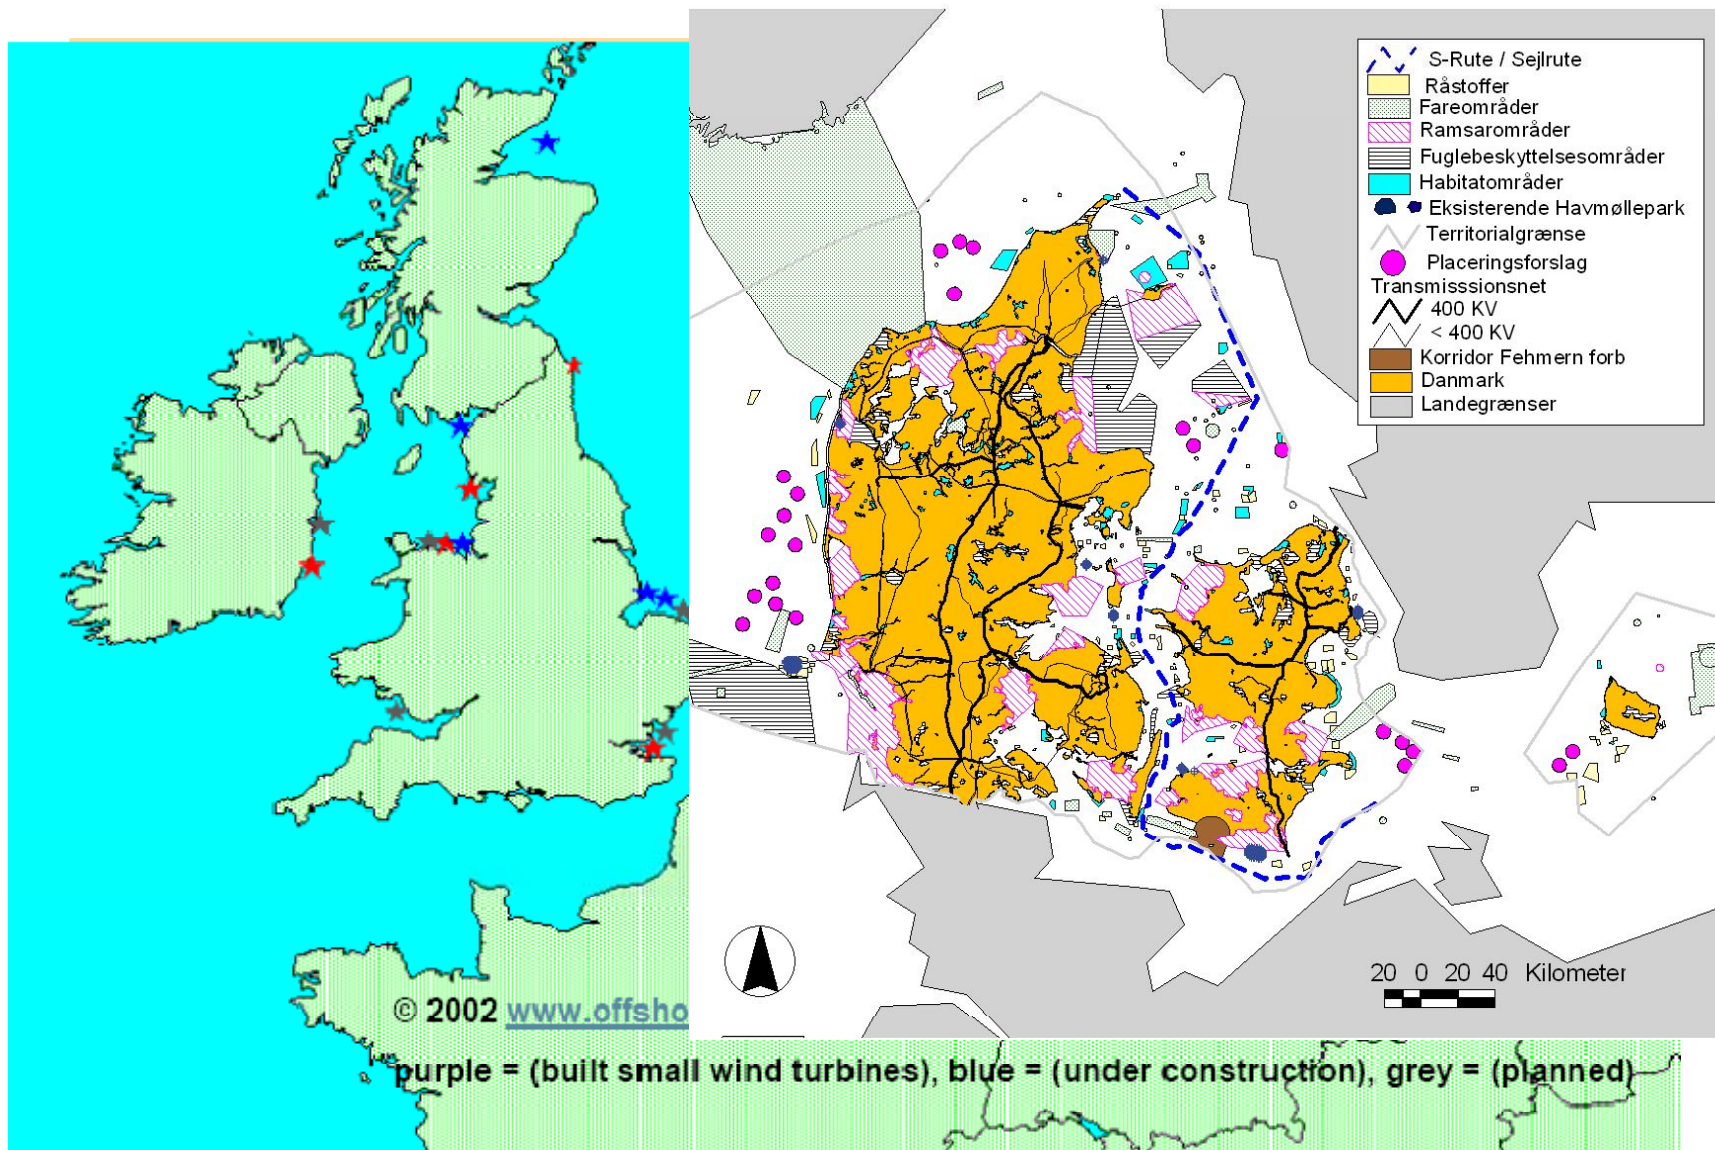 S-Rute / Sejlrute
Råstoffer
Fareområder
Ramsarområder
Fuglebeskyttelsesområder
Habitatområder
Eksisterende Havmøllepark
Territorialgrænse
Placeringsforslag
Transmisssionsnet
400 KV
< 400 KV
Korridor Fehmern forb
Danmark
Landegrænser
20 0 20 40 Kilometer
© 2002 www.offsho
purple = (built small wind turbines), blue = (under construction), grey = (planned)